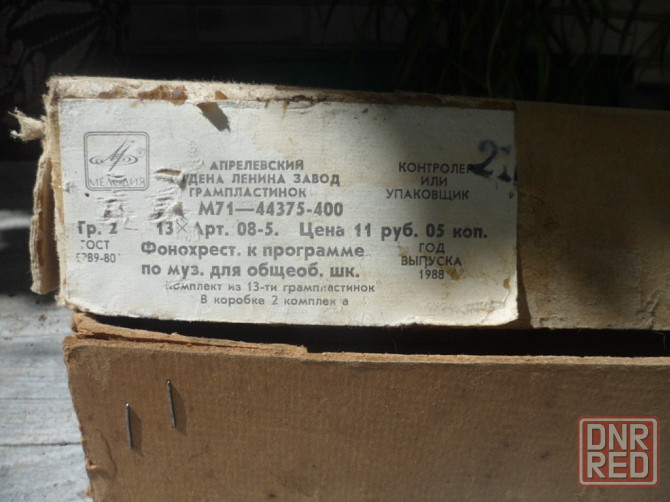 МЕЛОДИЯ
АПРЕЛЕВСКИЙ
РДЕНА ЛЕНИНА ЗАВОД
ГРАМПЛАСТИНОК
М71—44375-400
Гр. 2 13× Арт. 08-5. Цена 11 руб. 05 коп.
ГОСТ
5289-80
Фонохрест. к программе
по муз. для общеоб. шк.
Комплект из 13-ти грампластинок
В коробке 2 комплек а
КОНТРОЛЕР
ИЛИ
УПАКОВЩИК
ГОД
ВЫПУСКА
1988
DNR
RED